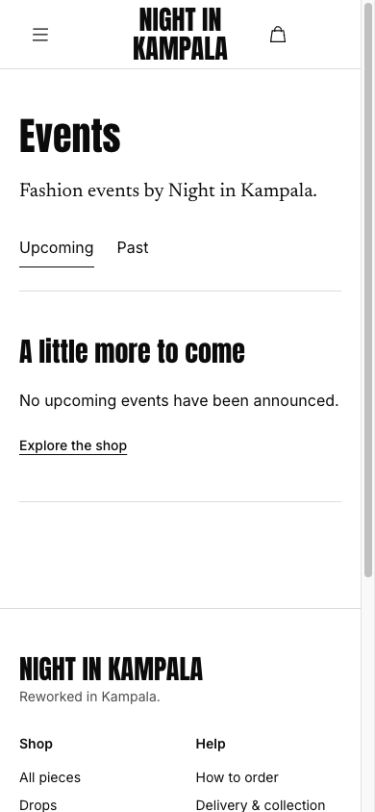 NIGHT IN
KAMPALA
Events
Fashion events by Night in Kampala.
Upcoming Past
A little more to come
No upcoming events have been announced.
Explore the shop
NIGHT IN KAMPALA
Reworked in Kampala.
Shop Help
All pieces How to order
Drops Delivery & collection